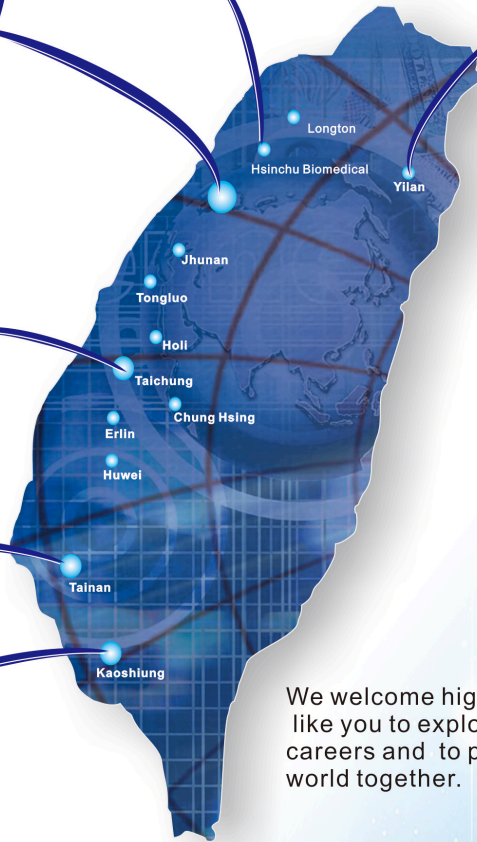 Longton
Hsinchu Biomedical
Yilan
Jhunan
Tongluo
Holi
Taichung
Chung Hsing
Erlin
Huwei
Tainan
Kaoshiung
We welcome hig
like you to explo
careers and to p
world together.